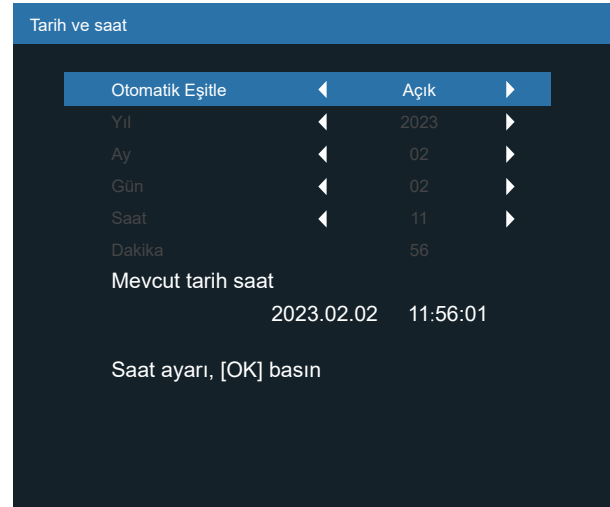 Tarih ve saat
Otomatik Eşitle Açık
Yıl 2023
Ay 02
Gün 02
Saat 11
Dakika 56
Mevcut tarih saat
2023.02.02 11:56:01
Saat ayarı, [OK] basın